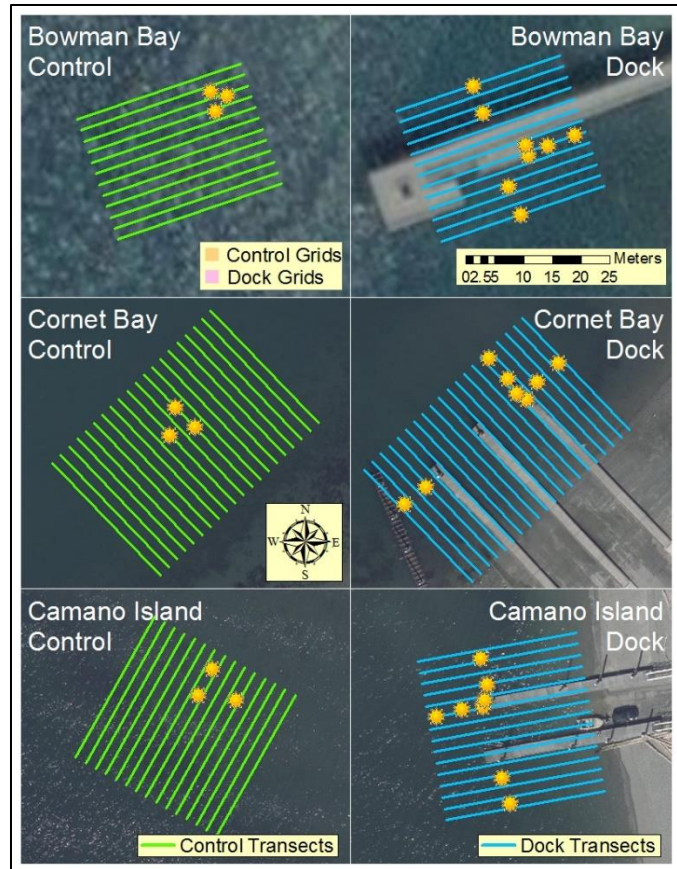 Bowman Bay
Control
Bowman Bay
Dock
Control Grids
Dock Grids
Meters
02.55 10 15 20 25
Cornet Bay
Control
Cornet Bay
Dock
N
W E
S
Camano Island
Control
Camano Island
Dock
Control Transects
Dock Transects